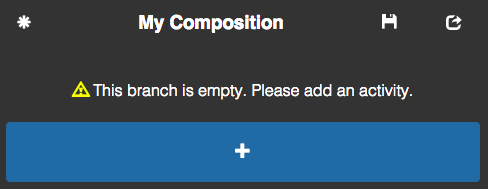 My Composition
This branch is empty. Please add an activity.